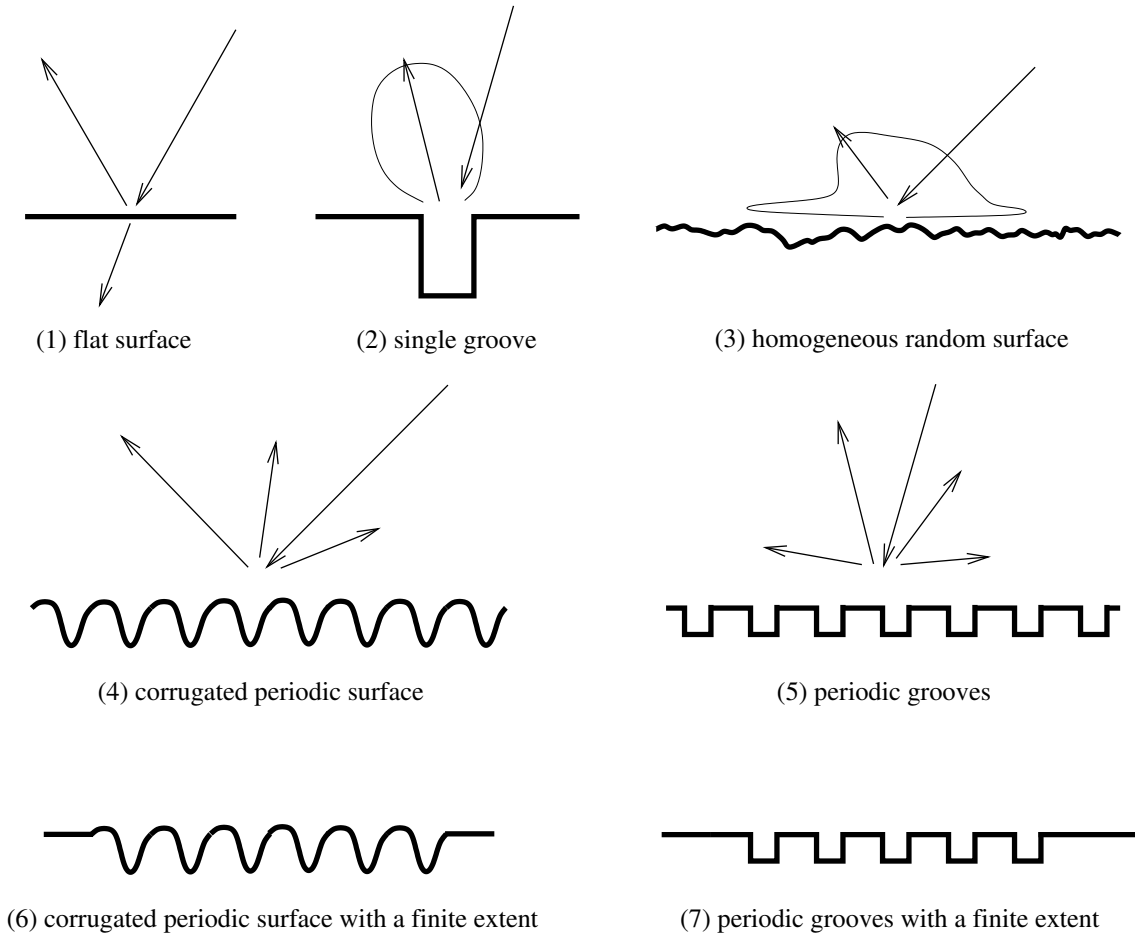 (1) flat surface
(2) single groove
(3) homogeneous random surface
(4) corrugated periodic surface
(5) periodic grooves
(6) corrugated periodic surface with a finite extent
(7) periodic grooves with a finite extent